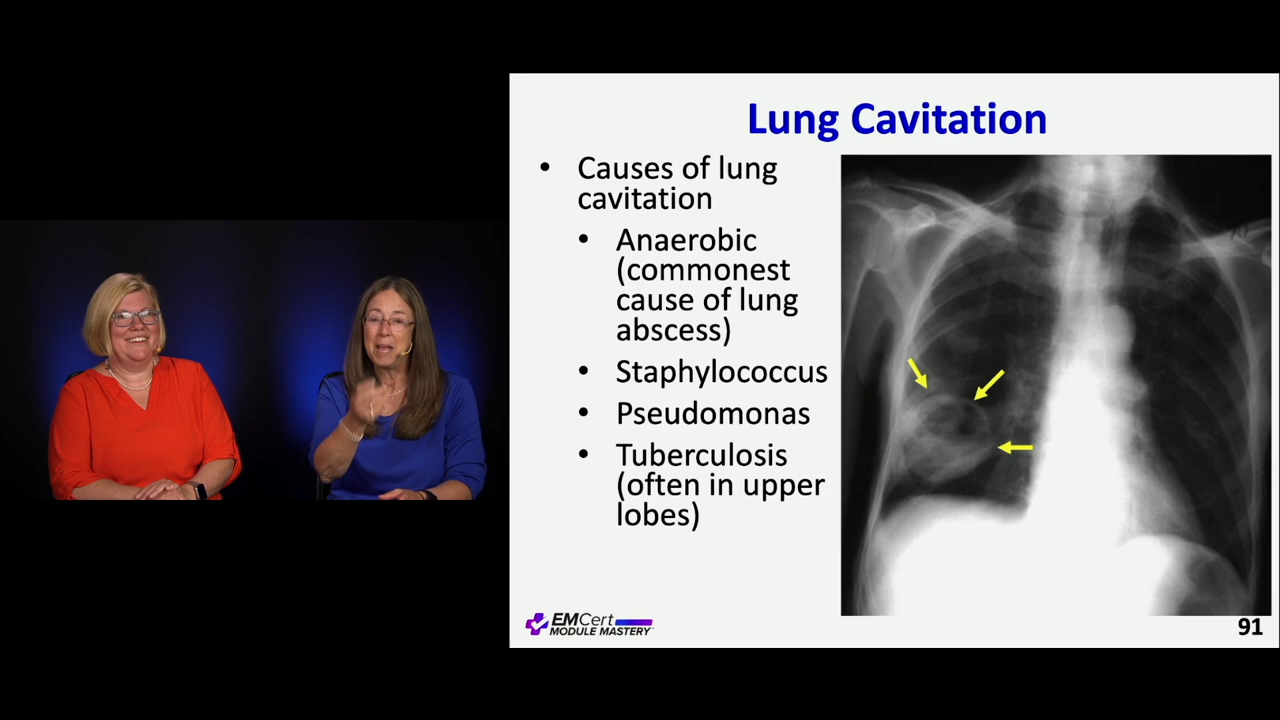 Lung Cavitation
• Causes of lung
cavitation
• Anaerobic
(commonest
cause of lung
abscess)
• Staphylococcus
• Pseudomonas
• Tuberculosis
(often in upper
lobes)
EMCert
MODULE MASTERY
91